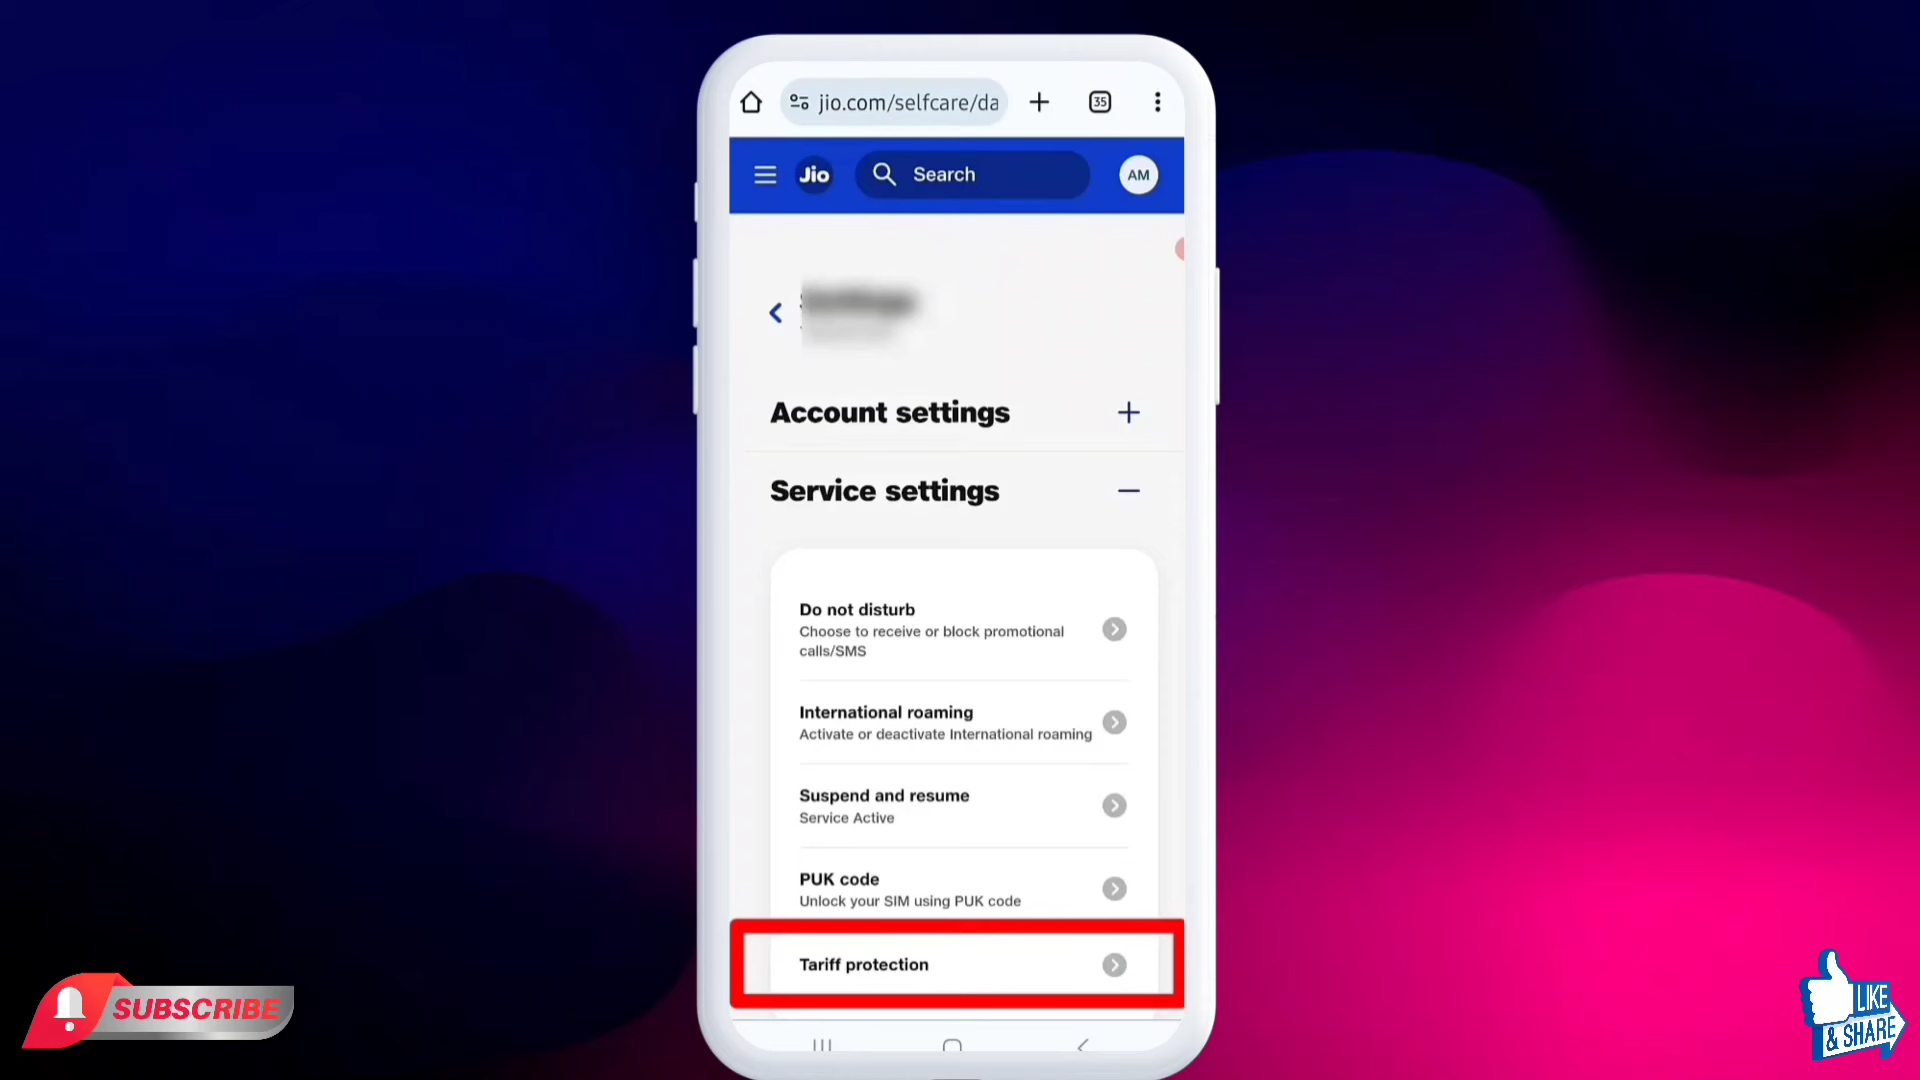 jio.com/selfcare/da
35
Jio
Search
AM
Account settings
Service settings
Do not disturb
Choose to receive or block promotional
calls/SMS
International roaming
Activate or deactivate International roaming
Suspend and resume
Service Active
PUK code
Unlock your SIM using PUK code
Tariff protection
SUBSCRIBE
LIKE
& SHARE